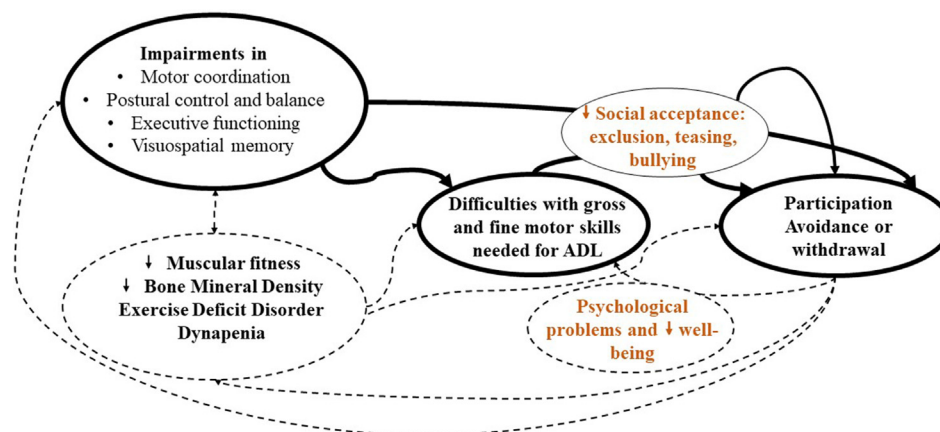 Impairments in
• Motor coordination
• Postural control and balance
• Executive functioning
• Visuospatial memory
↓ Social acceptance:
exclusion, teasing,
bullying
Difficulties with gross
and fine motor skills
needed for ADL
Participation
Avoidance or
withdrawal
↓ Muscular fitness
↓ Bone Mineral Density
Exercise Deficit Disorder
Dynapenia
Psychological
problems and ↓ well-
being